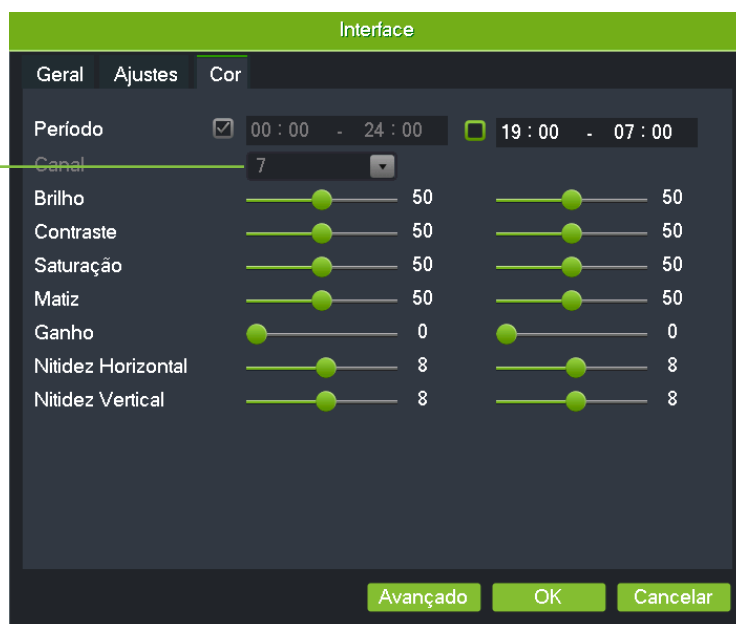 Interface
Geral Ajustes Cor
Período 00:00 - 24:00 19:00 - 07:00
Canal 7
Brilho 50 50
Contraste 50 50
Saturação 50 50
Matiz 50 50
Ganho 0 0
Nitidez Horizontal 8 8
Nitidez Vertical 8 8
Avançado OK Cancelar